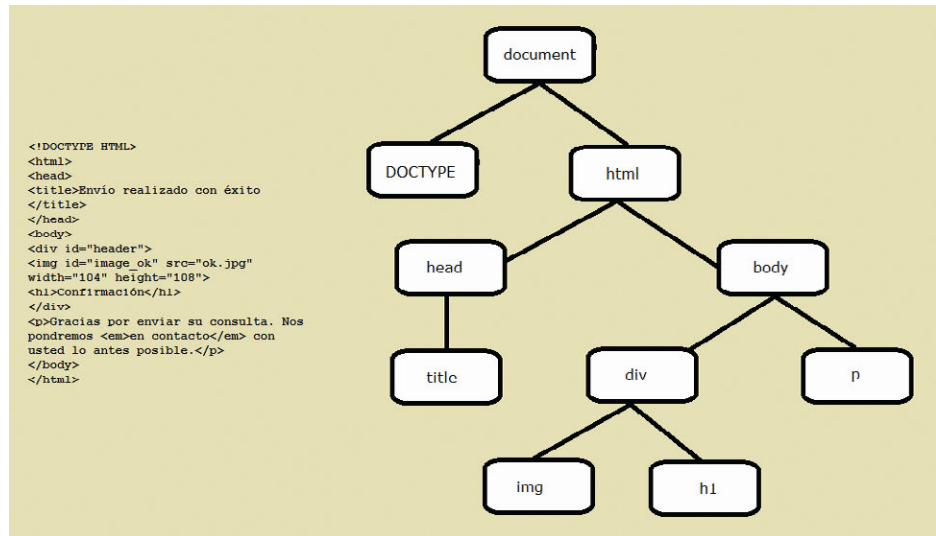 <!DOCTYPE HTML>
<html>
<head>
<title>Envío realizado con éxito
</title>
</head>
<body>
<div id="header">
<img id="image_ok" src="ok.jpg"
width="104" height="108">
<h1>Confirmación</h1>
</div>
<p>Gracias por enviar su consulta. Nos
pondremos <em>en contacto</em> con
usted lo antes posible.</p>
</body>
</html>
document
DOCTYPE
html
head
body
title
div
p
img
h1